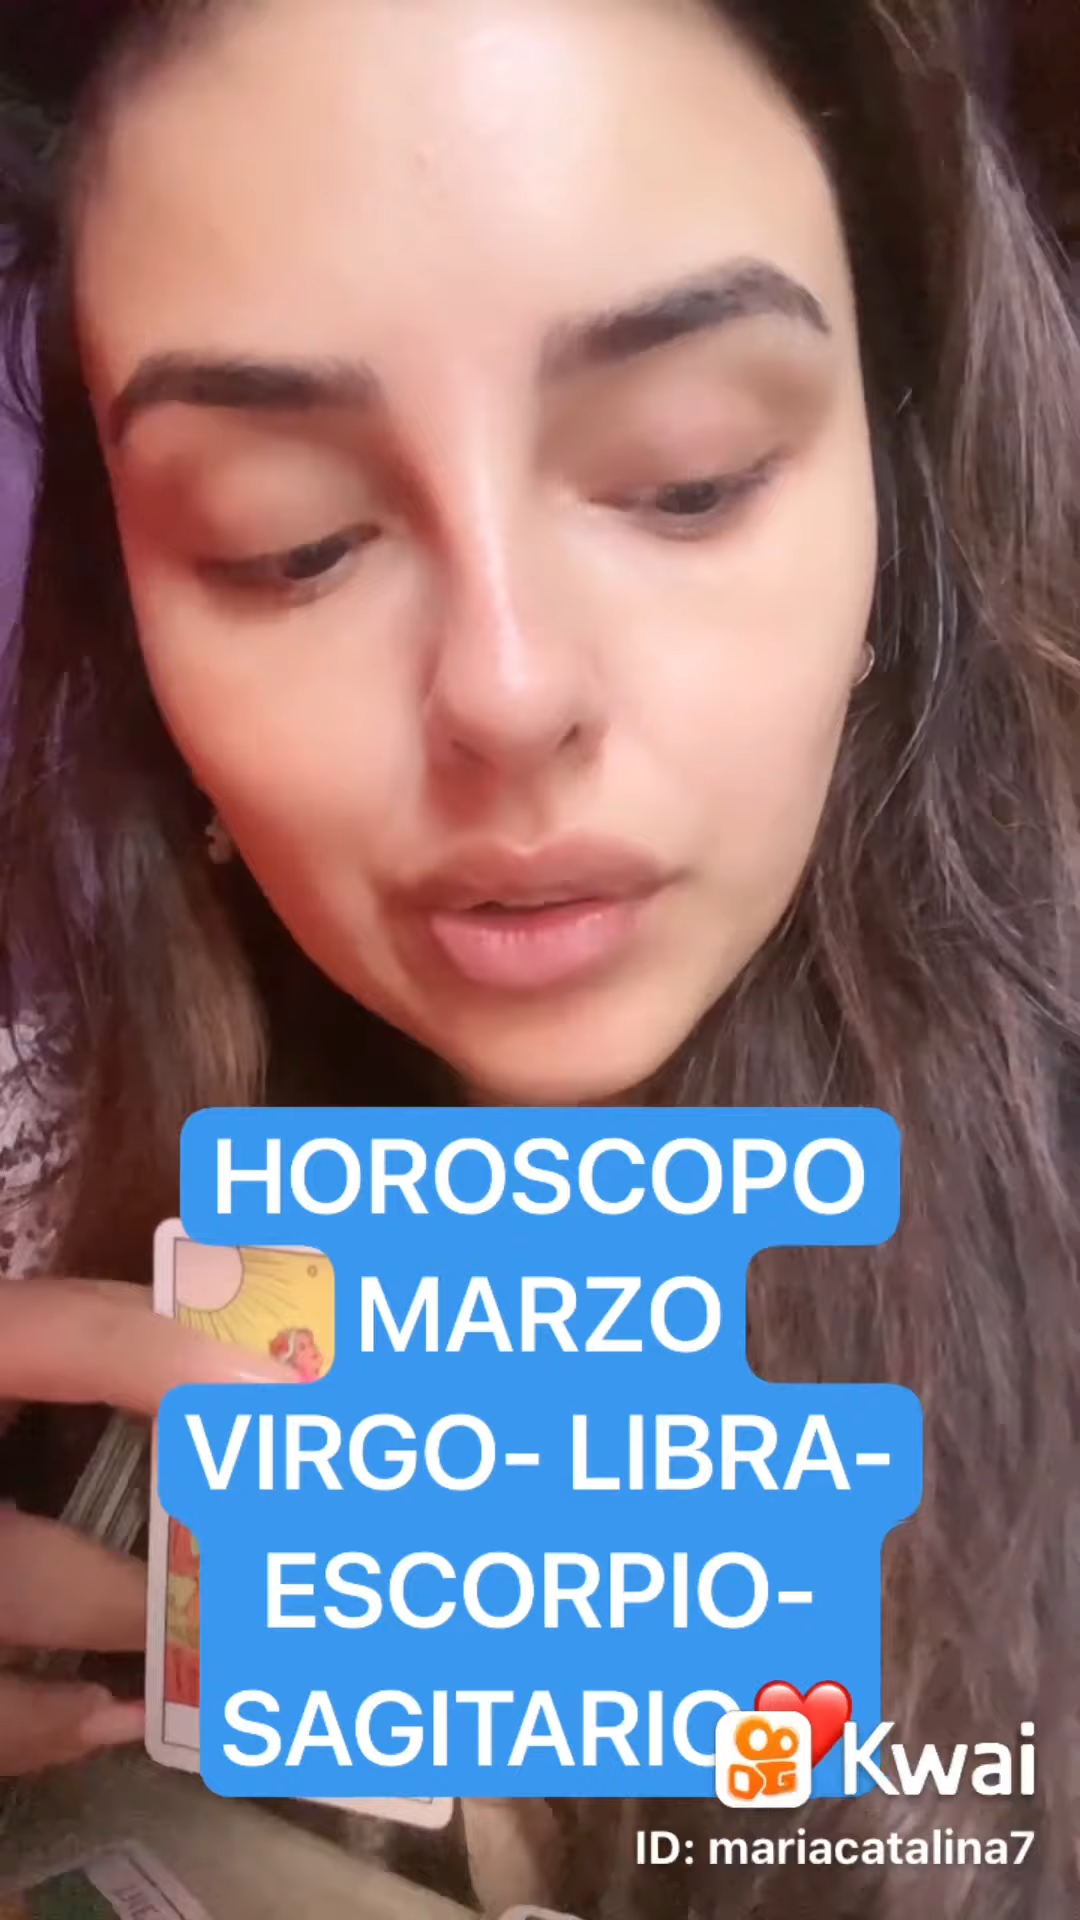 HOROSCOPO
MARZO
VIRGO- LIBRA-
ESCORPIO-
SAGITARIO❤️
Kwai
ID: mariacatalina7